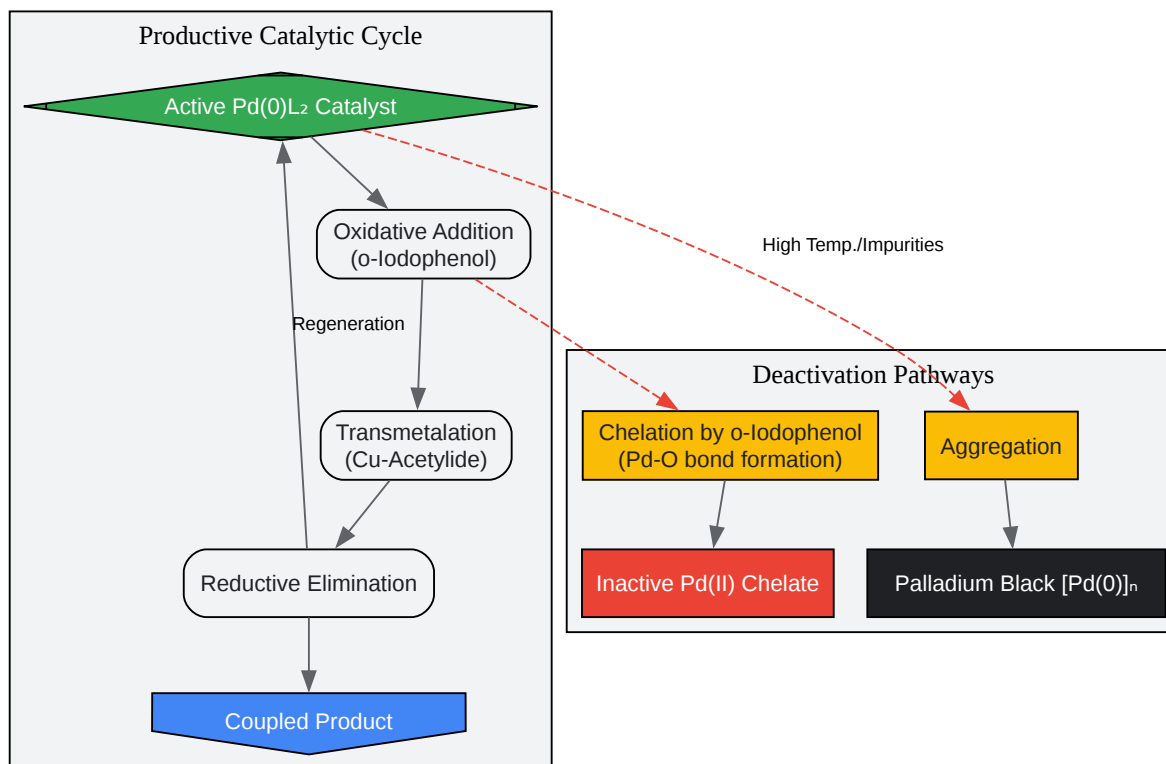 Productive Catalytic Cycle
Active Pd(0)L₂ Catalyst
Oxidative Addition
(o-Iodophenol)
High Temp./Impurities
Regeneration
Deactivation Pathways
Transmetalation
(Cu-Acetylide)
Chelation by o-Iodophenol
(Pd-O bond formation)
Aggregation
Reductive Elimination
Inactive Pd(II) Chelate
Palladium Black [Pd(0)]ₙ
Coupled Product